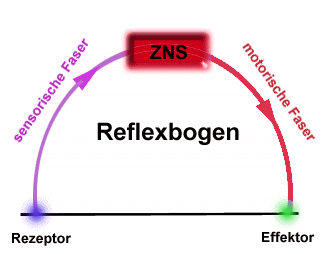 ZNS
sensorische Faser
motorische Faser
Reflexbogen
Rezeptor
Effektor